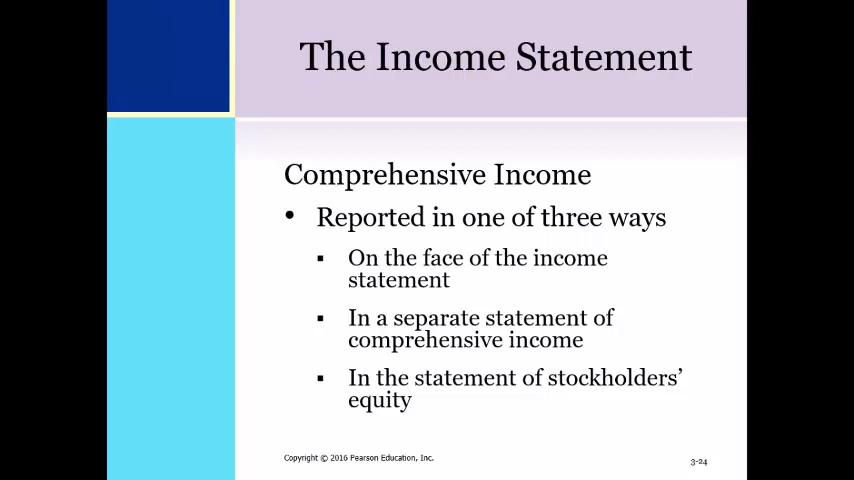 The Income Statement
Comprehensive Income
• Reported in one of three ways
▪ On the face of the income
statement
▪ In a separate statement of
comprehensive income
▪ In the statement of stockholders’
equity
Copyright © 2016 Pearson Education, Inc.
3-24